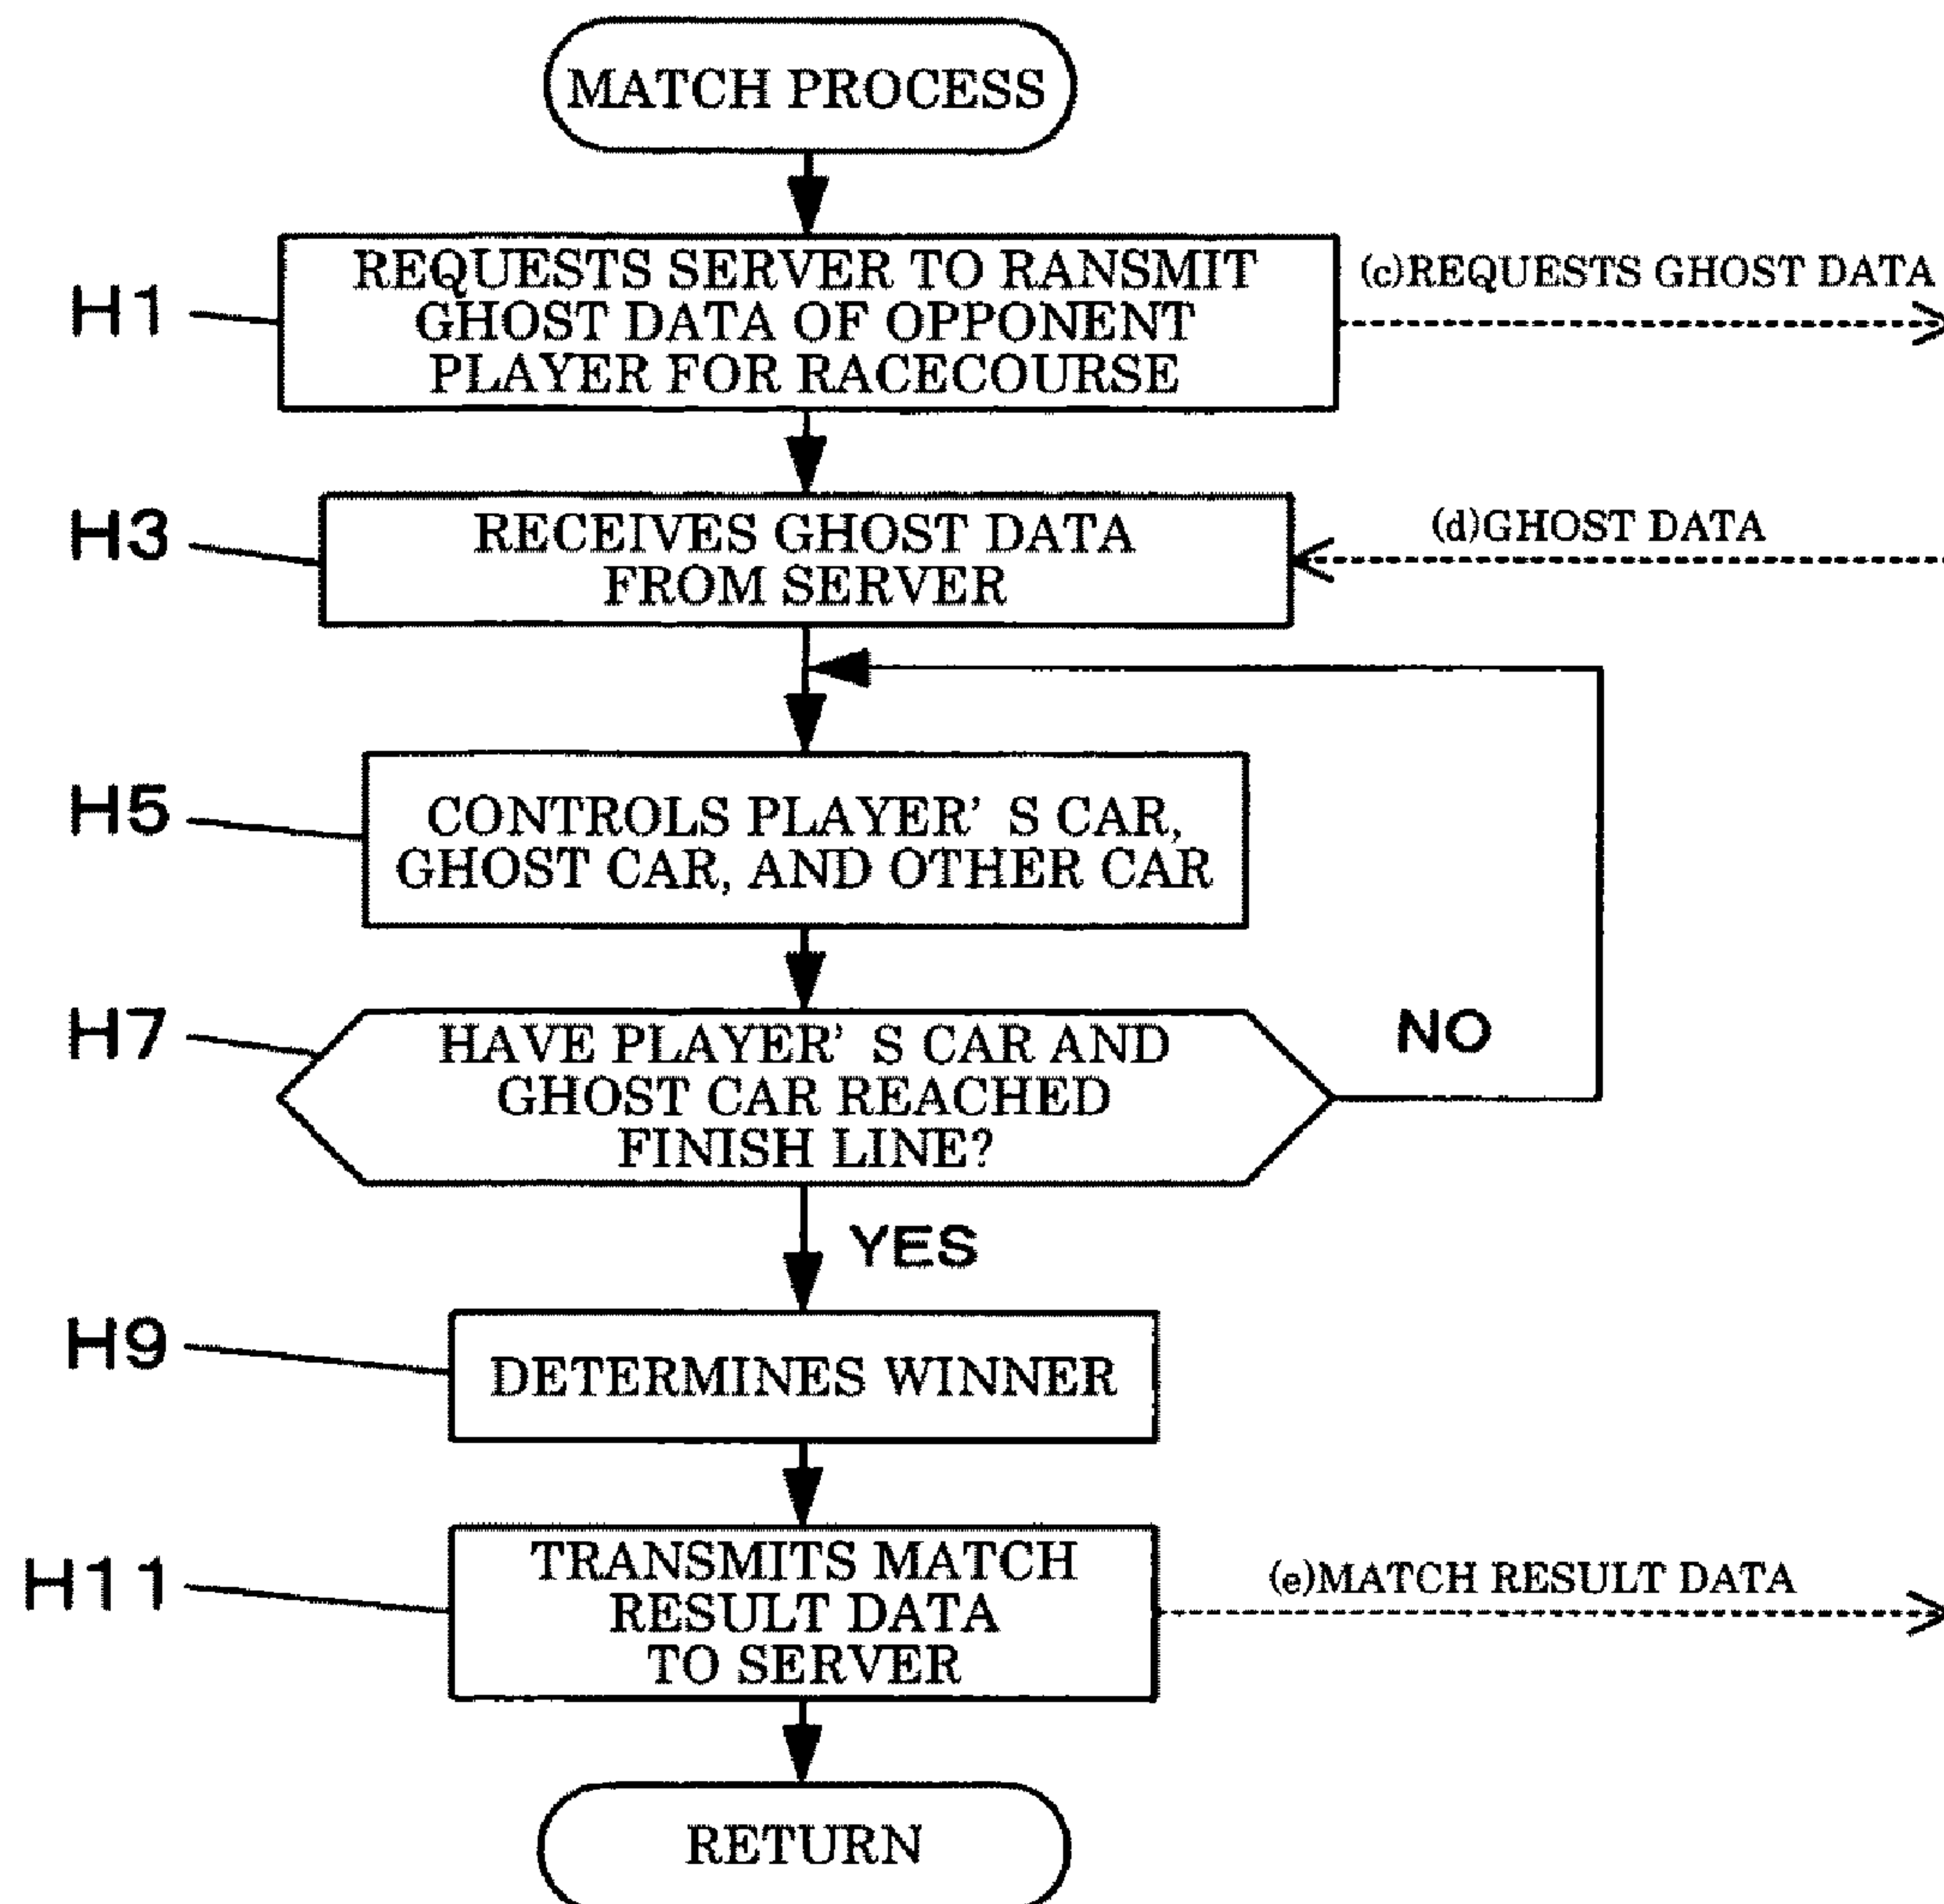 MATCH PROCESS
H1
REQUESTS SERVER TO RANSMIT
GHOST DATA OF OPPONENT
PLAYER FOR RACECOURSE
(c)REQUESTS GHOST DATA
H3
RECEIVES GHOST DATA
FROM SERVER
(d)GHOST DATA
H5
CONTROLS PLAYER' S CAR,
GHOST CAR, AND OTHER CAR
H7
HAVE PLAYER' S CAR AND
GHOST CAR REACHED
FINISH LINE?
NO
YES
H9
DETERMINES WINNER
H11
TRANSMITS MATCH
RESULT DATA
TO SERVER
(e)MATCH RESULT DATA
RETURN